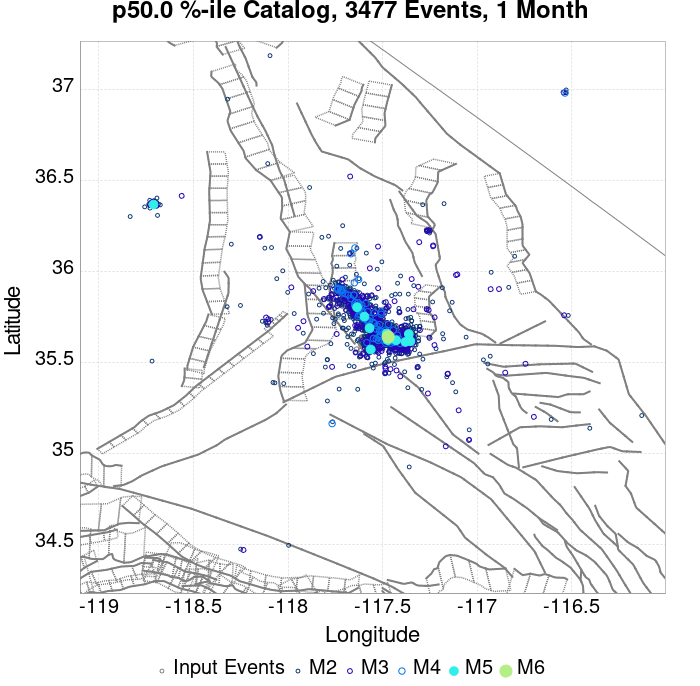 p50.0 %-ile Catalog, 3477 Events, 1 Month
37
36.5
36
35.5
35
34.5
Latitude
-119 -118.5 -118 -117.5 -117 -116.5
Longitude
Input Events M2 M3 M4 M5 M6